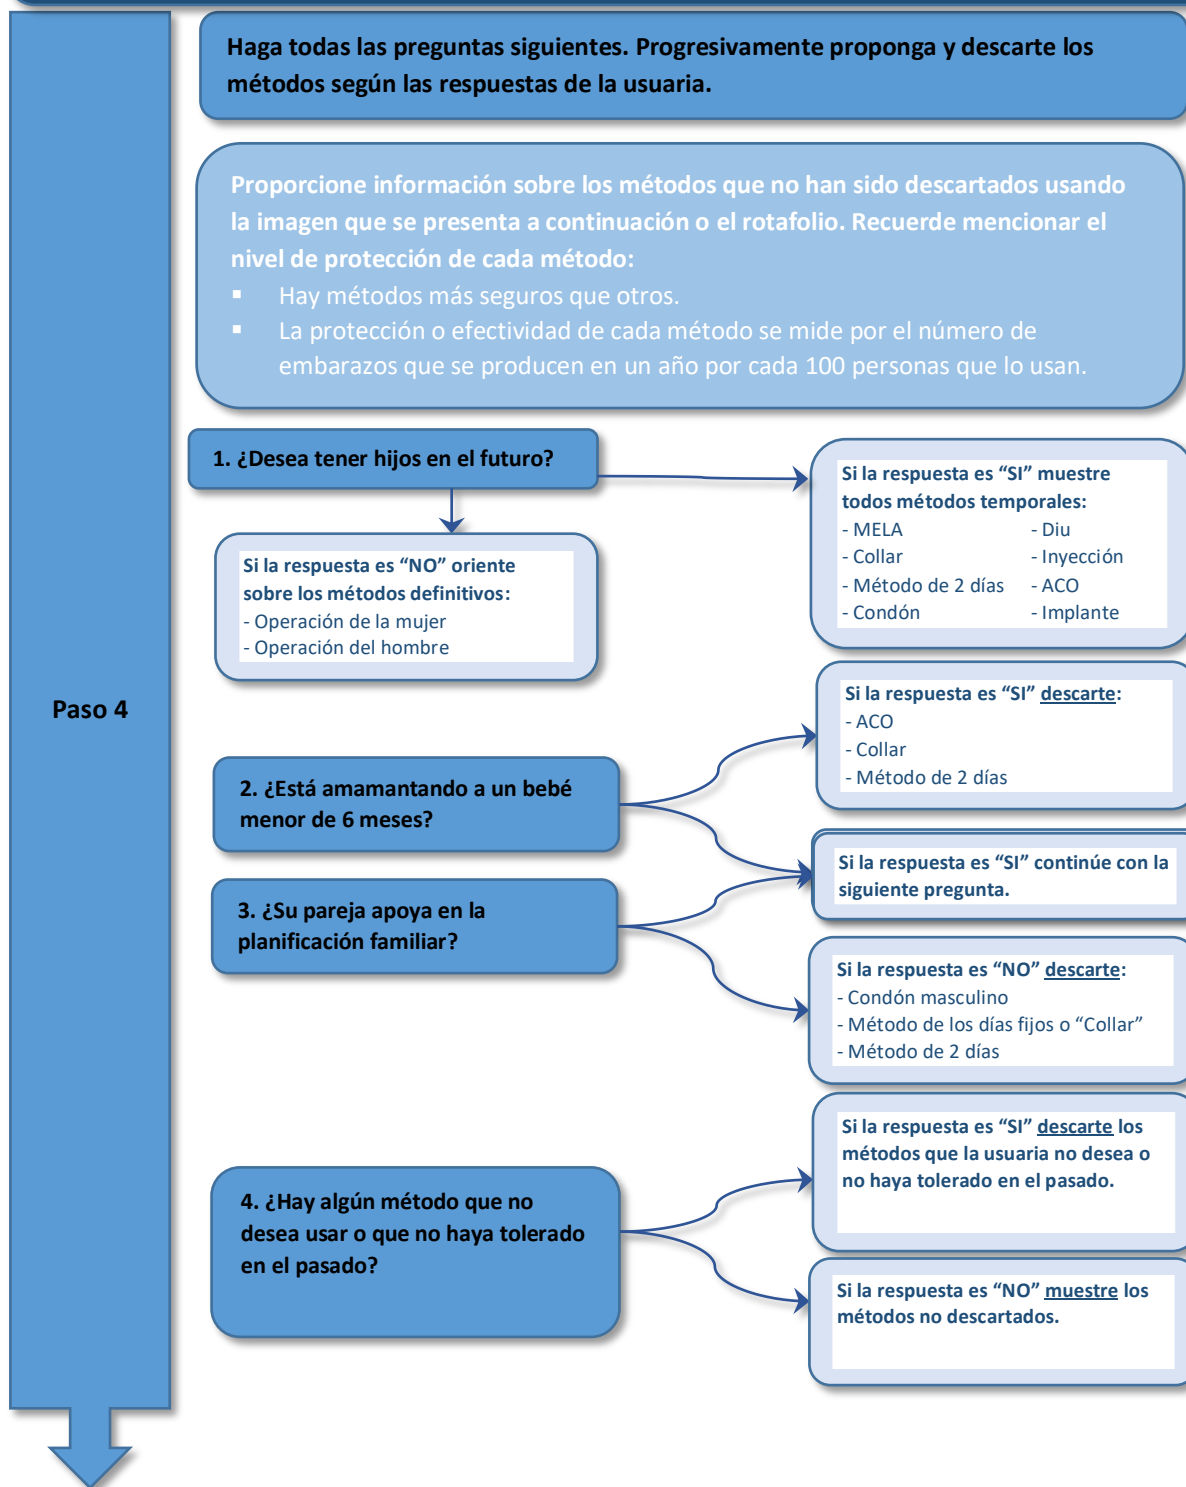 Haga todas las preguntas siguientes. Progresivamente proponga y descarte los
métodos según las respuestas de la usuaria.
Proporcione información sobre los métodos que no han sido descartados usando
la imagen que se presenta a continuación o el rotafolio. Recuerde mencionar el
nivel de protección de cada método:
▪ Hay métodos más seguros que otros.
▪ La protección o efectividad de cada método se mide por el número de
embarazos que se producen en un año por cada 100 personas que lo usan.
1. ¿Desea tener hijos en el futuro?
Si la respuesta es “SI” muestre
todos métodos temporales:
- MELA - Diu
- Collar - Inyección
- Método de 2 días - ACO
- Condón - Implante
Si la respuesta es “NO” oriente
sobre los métodos definitivos:
- Operación de la mujer
- Operación del hombre
Paso 4
Si la respuesta es “SI” descarte:
- ACO
- Collar
- Método de 2 días
2. ¿Está amamantando a un bebé
menor de 6 meses?
Si la respuesta es “SI” continúe con la
siguiente pregunta.
3. ¿Su pareja apoya en la
planificación familiar?
Si la respuesta es “NO” descarte:
- Condón masculino
- Método de los días fijos o “Collar”
- Método de 2 días
Si la respuesta es “SI” descarte los
métodos que la usuaria no desea o
no haya tolerado en el pasado.
4. ¿Hay algún método que no
desea usar o que no haya tolerado
en el pasado?
Si la respuesta es “NO” muestre los
métodos no descartados.